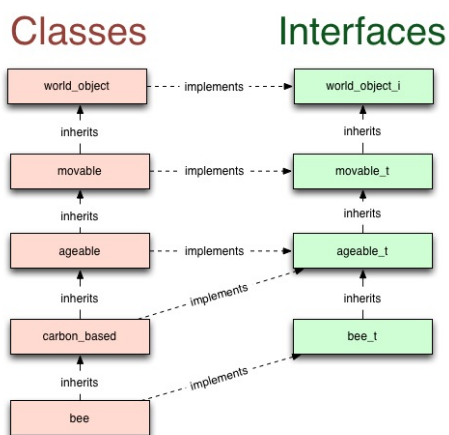 Classes Interfaces
world_object implements world_object_i
inherits inherits
movable implements movable_t
inherits inherits
ageable implements ageable_t
inherits implements inherits
carbon_based bee_t
inherits implements
bee